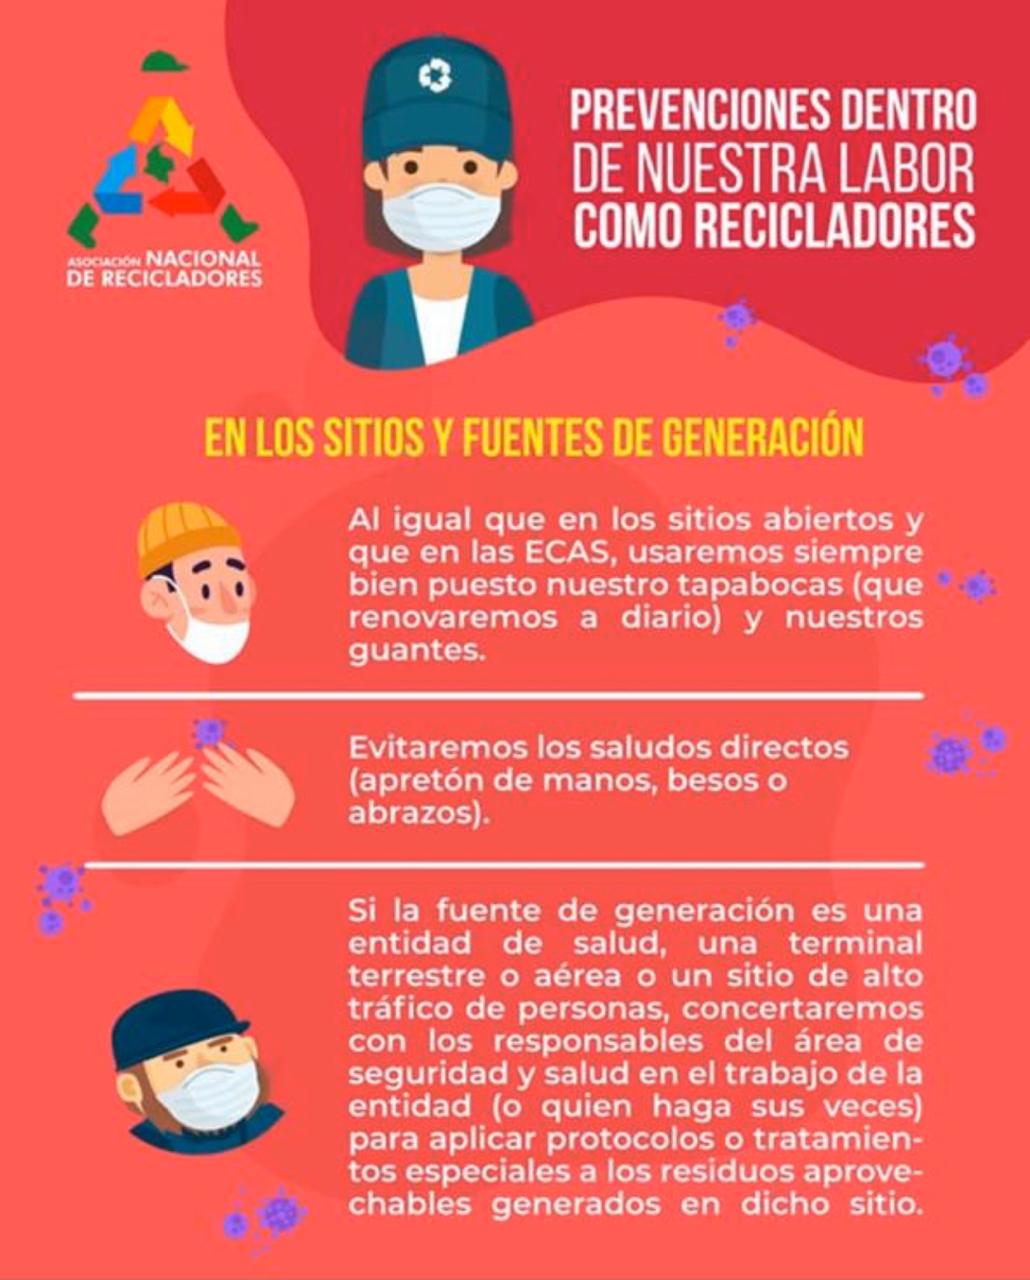 ASOCIACIÓN NACIONAL
DE RECICLADORES
PREVENCIONES DENTRO
DE NUESTRA LABOR
COMO RECICLADORES
EN LOS SITIOS Y FUENTES DE GENERACIÓN
Al igual que en los sitios abiertos y
que en las ECAS, usaremos siempre
bien puesto nuestro tapabocas (que
renovaremos a diario) y nuestros
guantes.
Evitaremos los saludos directos
(apretón de manos, besos o
abrazos).
Si la fuente de generación es una
entidad de salud, una terminal
terrestre o aérea o un sitio de alto
tráfico de personas, concertaremos
con los responsables del área de
seguridad y salud en el trabajo de la
entidad (o quien haga sus veces)
para aplicar protocolos o tratamien-
tos especiales a los residuos aprove-
chables generados en dicho sitio.